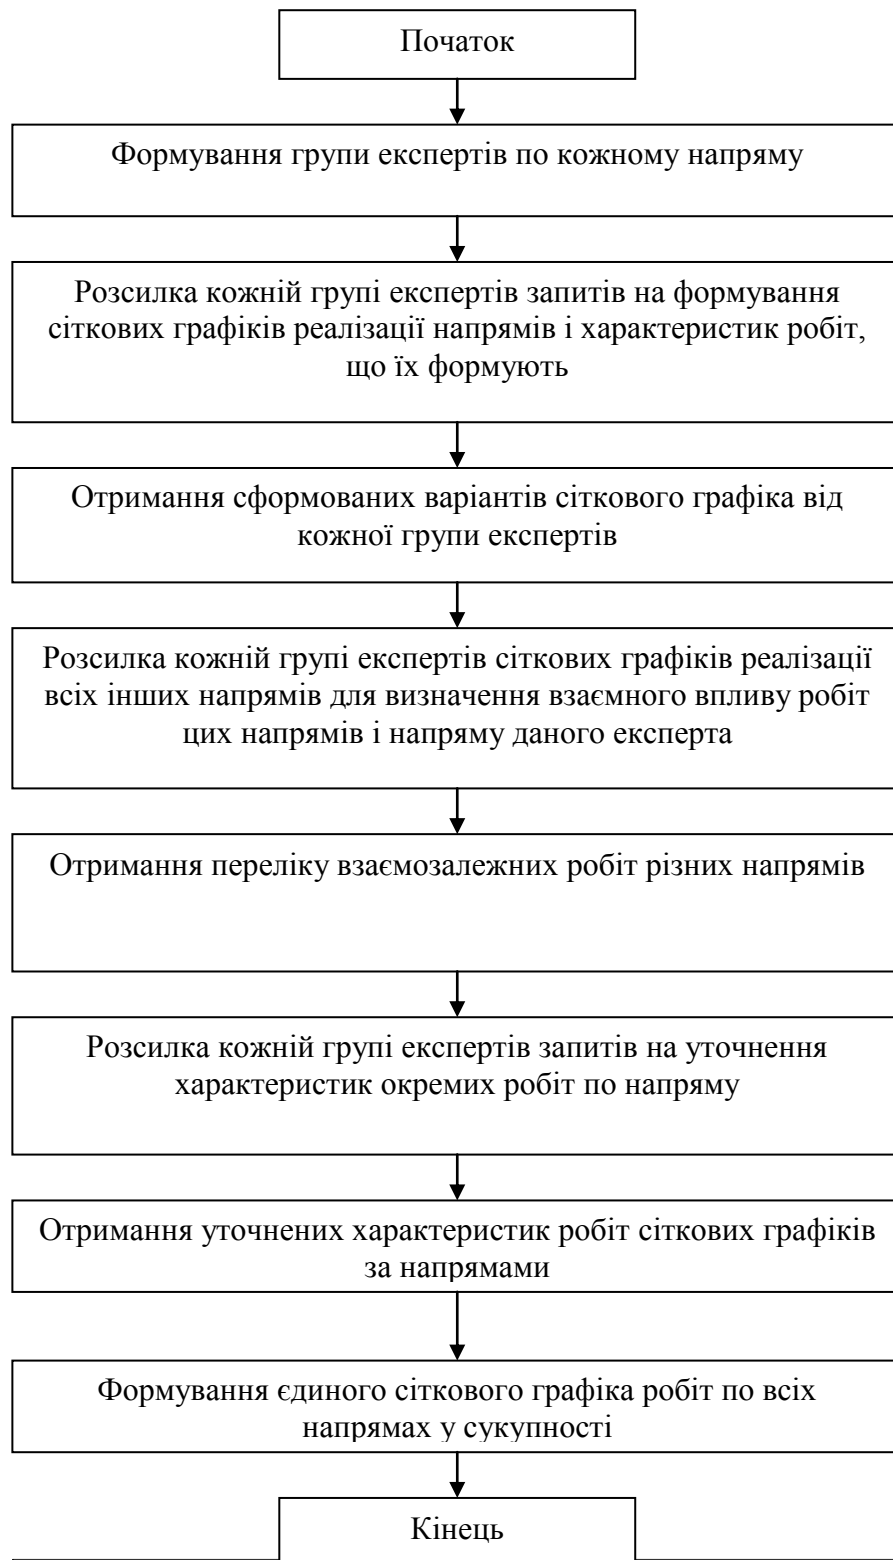 Початок
Формування групи експертів по кожному напряму
Розсилка кожній групі експертів запитів на формування
сіткових графіків реалізації напрямів і характеристик робіт,
що їх формують
Отримання сформованих варіантів сіткового графіка від
кожної групи експертів
Розсилка кожній групі експертів сіткових графіків реалізації
всіх інших напрямів для визначення взаємного впливу робіт
цих напрямів і напряму даного експерта
Отримання переліку взаємозалежних робіт різних напрямів
Розсилка кожній групі експертів запитів на уточнення
характеристик окремих робіт по напряму
Отримання уточнених характеристик робіт сіткових графіків
за напрямами
Формування єдиного сіткового графіка робіт по всіх
напрямах у сукупності
Кінець